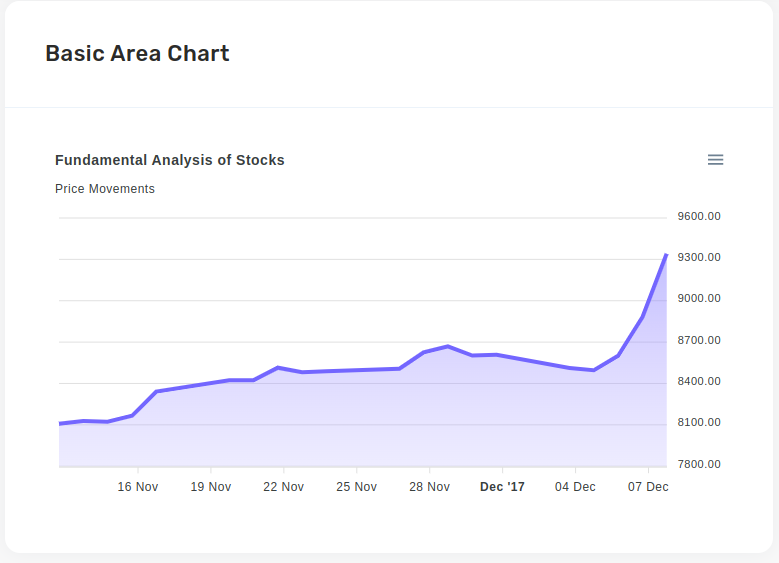 Basic Area Chart
Fundamental Analysis of Stocks
Price Movements
9600.00
9300.00
9000.00
8700.00
8400.00
8100.00
7800.00
16 Nov 19 Nov 22 Nov 25 Nov 28 Nov Dec '17 04 Dec 07 Dec